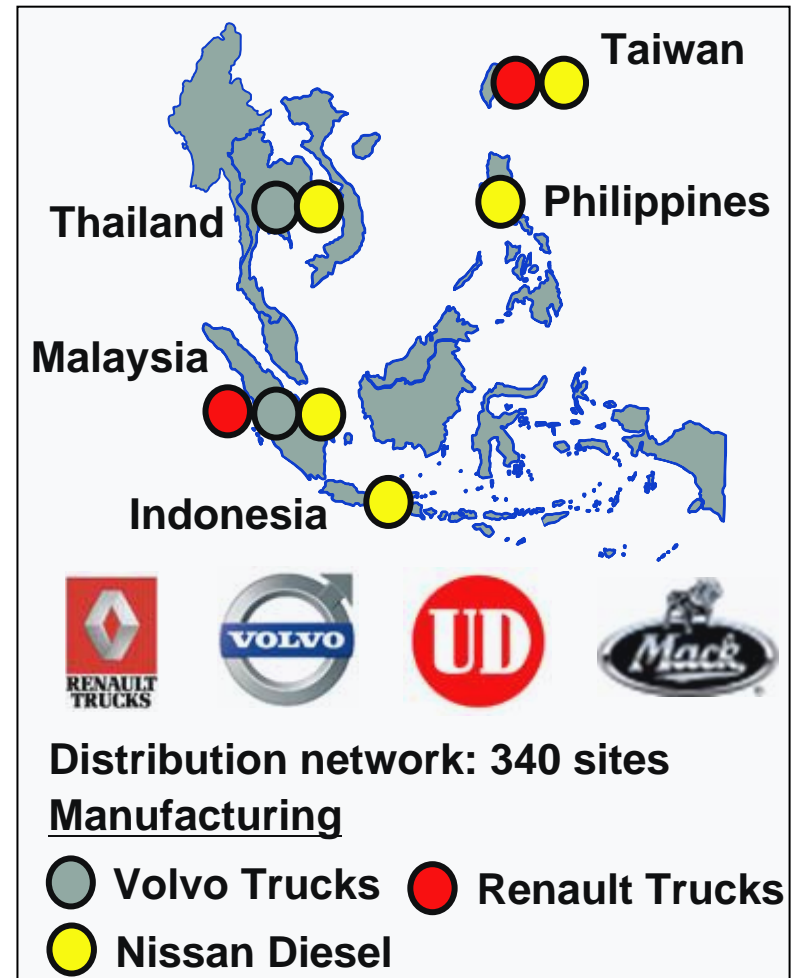 Taiwan
Thailand
Philippines
Malaysia
Indonesia
RENAULT
TRUCKS
VOLVO
UD
Mack
Distribution network: 340 sites
Manufacturing
Volvo Trucks
Renault Trucks
Nissan Diesel